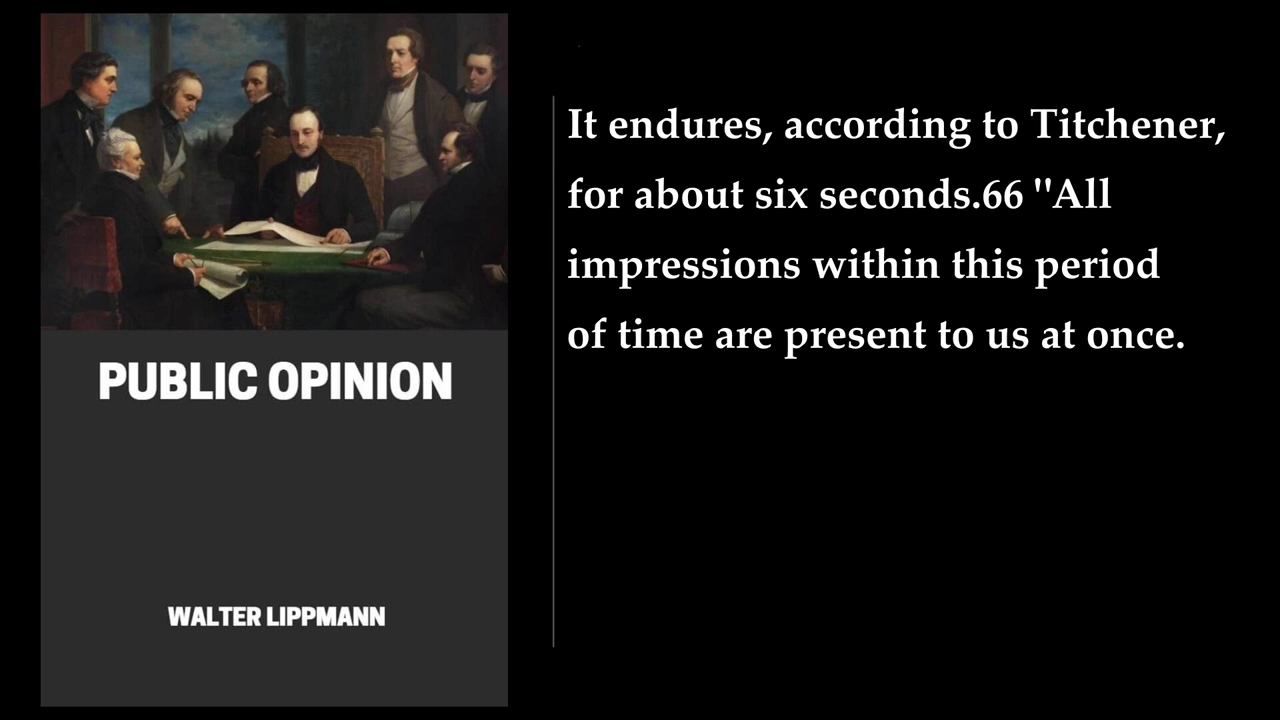 PUBLIC OPINION
WALTER LIPPMANN
It endures, according to Titchener,
for about six seconds.66 "All
impressions within this period
of time are present to us at once.